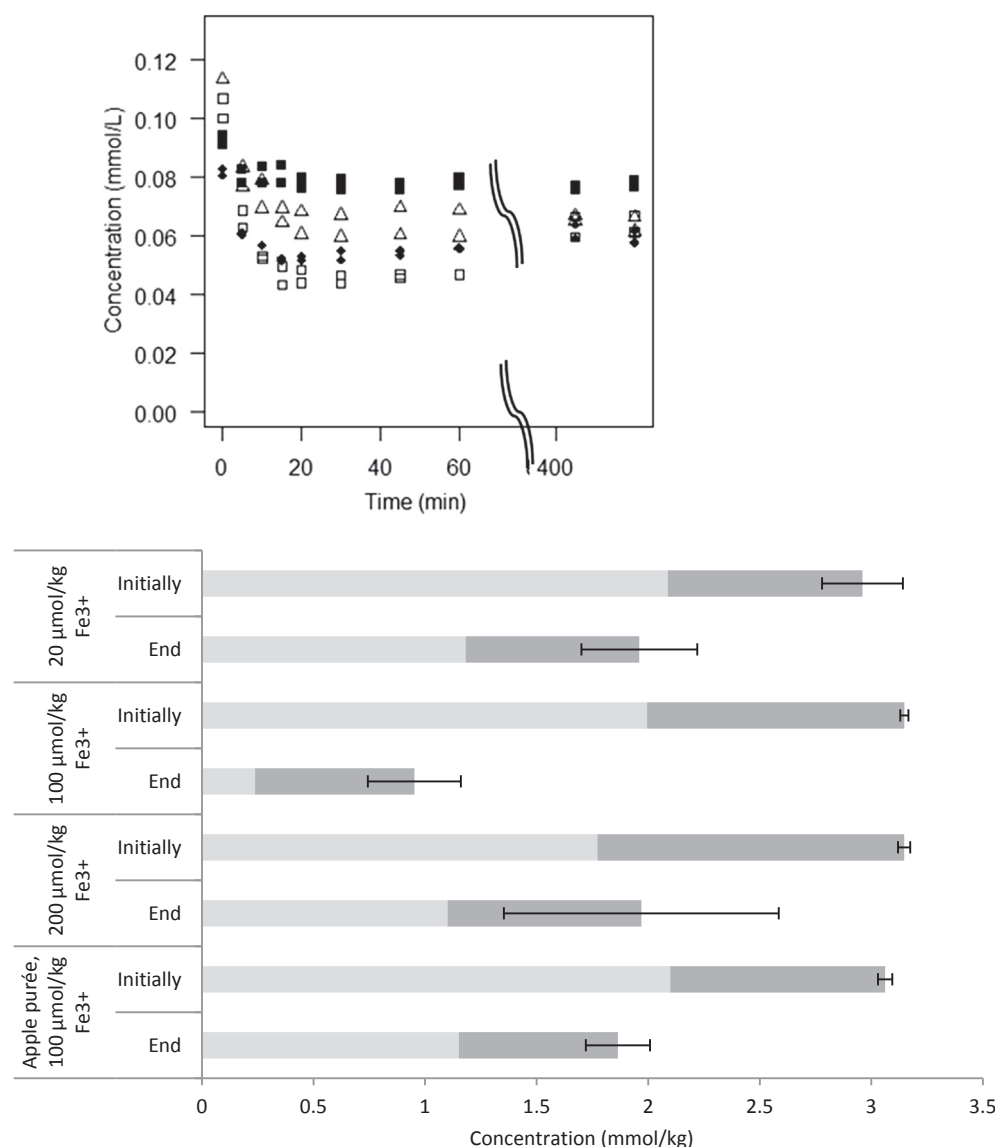 0.12
0.10
0.08
0.06
0.04
0.02
0.00
Concentration (mmol/L)
0 20 40 60 400
Time (min)
20 µmol/kg
Fe3+
Initially
End
100 µmol/kg
Fe3+
Initially
End
200 µmol/kg
Fe3+
Initially
End
Apple purée,
100 µmol/kg
Fe3+
Initially
End
0 0.5 1 1.5 2 2.5 3 3.5
Concentration (mmol/kg)